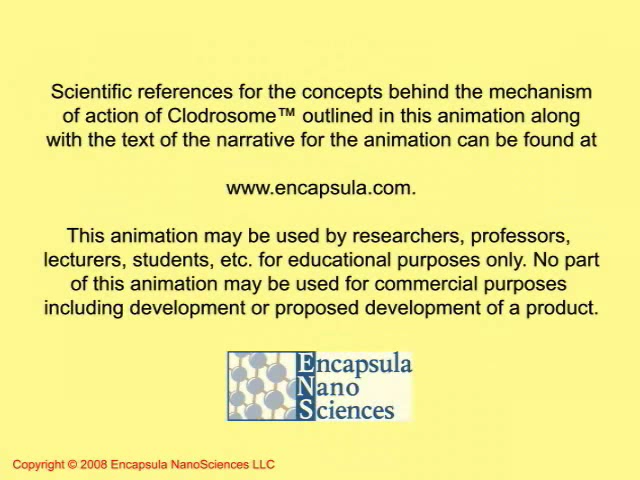 Scientific references for the concepts behind the mechanism
of action of Clodrosome™ outlined in this animation along
with the text of the narrative for the animation can be found at
www.encapsula.com.
This animation may be used by researchers, professors,
lecturers, students, etc. for educational purposes only. No part
of this animation may be used for commercial purposes
including development or proposed development of a product.
Encapsula
Nano
Sciences
Copyright © 2008 Encapsula NanoSciences LLC